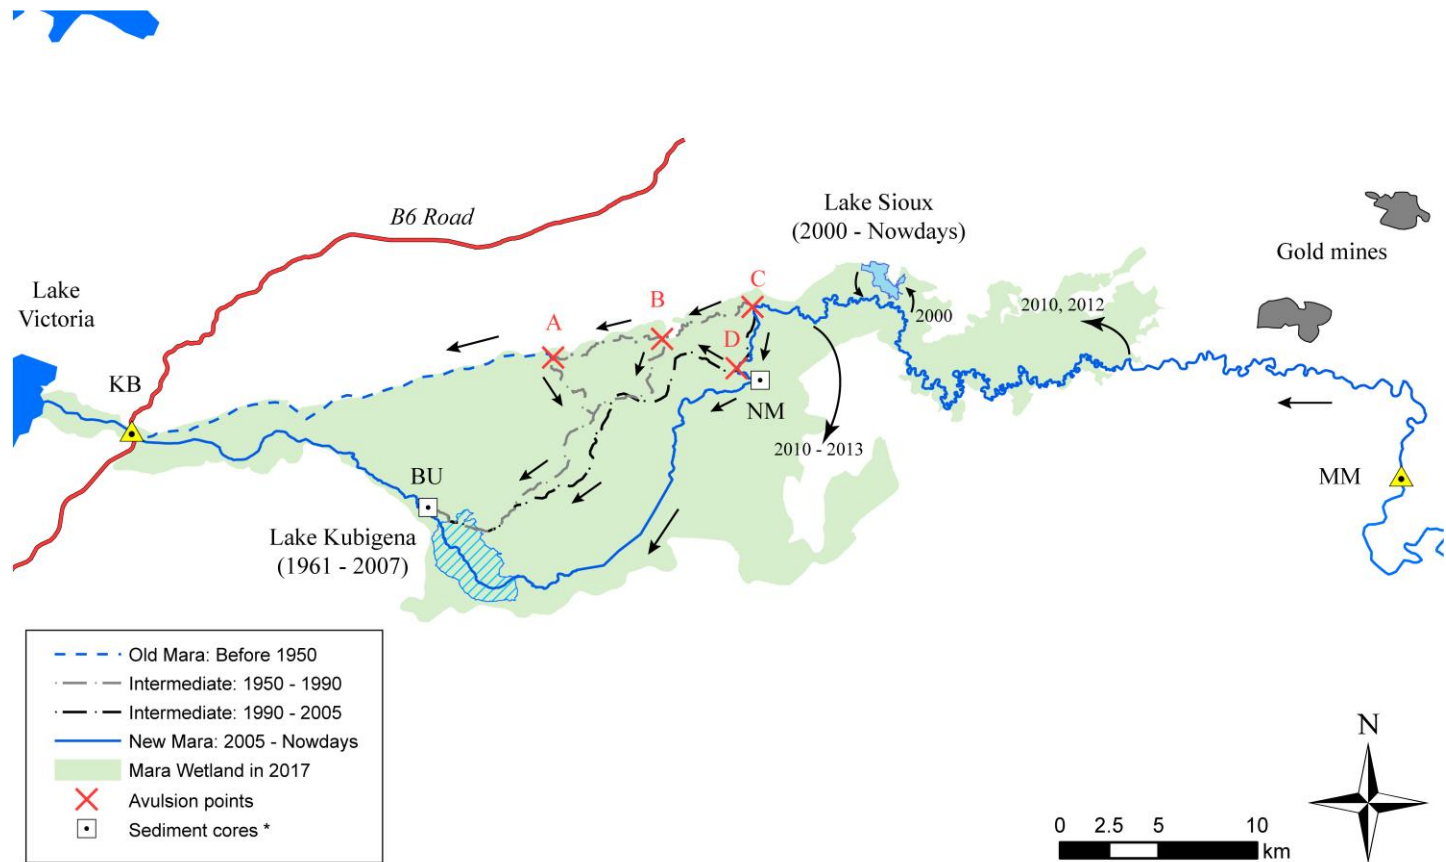 B6 Road
Lake Sioux
(2000 - Nowdays)
Gold mines
Lake
Victoria
C
B
A
D
2000
2010, 2012
KB
NM
2010 - 2013
MM
BU
Lake Kubigena
(1961 - 2007)
Old Mara: Before 1950
Intermediate: 1950 - 1990
Intermediate: 1990 - 2005
New Mara: 2005 - Nowdays
Mara Wetland in 2017
Avulsion points
Sediment cores *
N
0 2.5 5 10
km